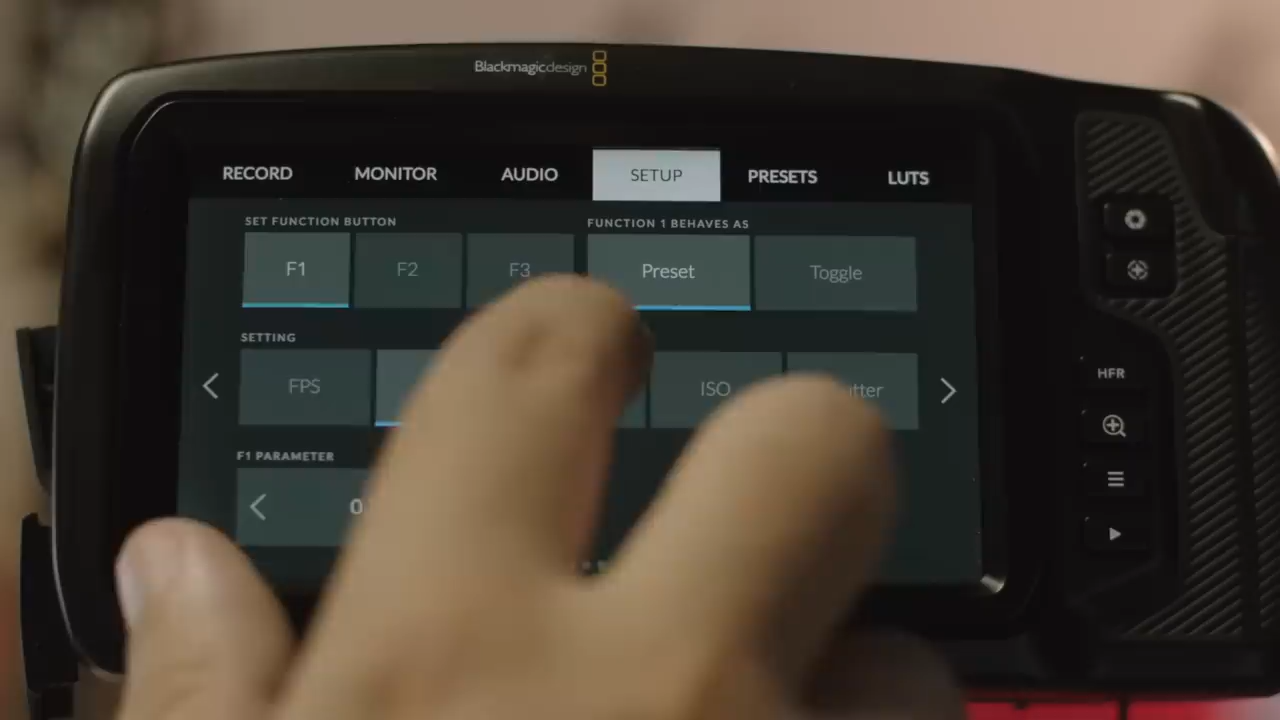 Blackmagicdesign
RECORD MONITOR AUDIO SETUP PRESETS LUTS
SET FUNCTION BUTTON FUNCTION 1 BEHAVES AS
F1 F2 F3 Preset Toggle
HFR
SETTING
FPS ISO
F1 PARAMETER